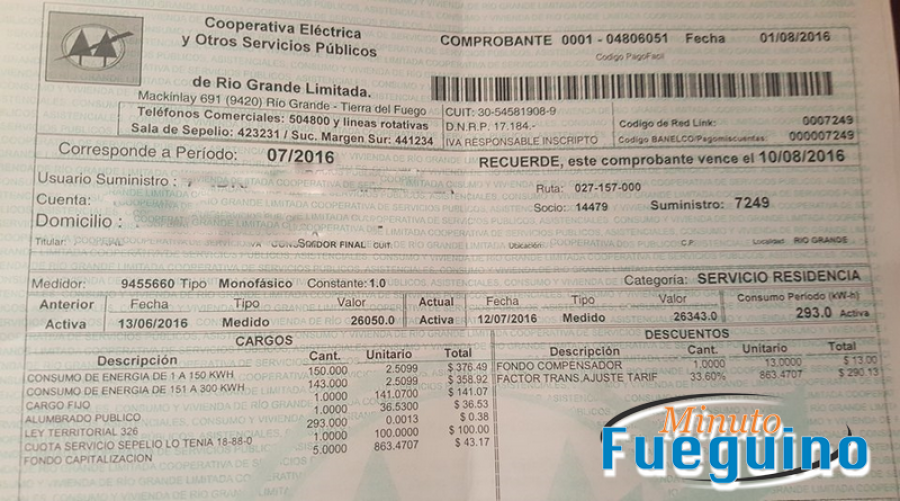 Cooperativa Eléctrica
y Otros Servicios Públicos
de Rio Grande Limitada.
Mackinlay 691 (9420) Río Grande - Tierra del Fuego
Teléfonos Comerciales: 504800 y lineas rotativas
Sala de Sepelio: 423231 / Suc. Margen Sur: 441234
COMPROBANTE 0001 - 04806051 Fecha 01/08/2016
Codigo PagoFacil
CUIT: 30-54581908-9
D.N.R.P. 17.184.-
IVA RESPONSABLE INSCRIPTO
Codigo de Red Link: 0007249
Codigo BANELCO/Pagomiscuentas: 000007249
Corresponde a Período: 07/2016
RECUERDE, este comprobante vence el 10/08/2016
Usuario Suministro :
Cuenta:
Domicilio :
Ruta: 027-157-000
Socio: 14479 Suministro: 7249
Titular: IVA CONSUMIDOR FINAL CUIT: Ubicación: C.P. Localidad: RIO GRANDE
Medidor: 9455660 Tipo Monofásico Constante: 1.0 Categoría: SERVICIO RESIDENCIA
Anterior Fecha Tipo Valor Actual Fecha Tipo Valor Consumo Período (kW-h)
Activa 13/06/2016 Medido 26050.0 Activa 12/07/2016 Medido 26343.0 293.0 Activa
CARGOS
Descripción Cant. Unitario Total
CONSUMO DE ENERGIA DE 1 A 150 KWH 150.000 2.5099 $ 376.49
CONSUMO DE ENERGIA DE 151 A 300 KWH 143.000 2.5099 $ 358.92
CARGO FIJO 1.0000 141.0700 $ 141.07
ALUMBRADO PUBLICO 1.0000 36.5300 $ 36.53
LEY TERRITORIAL 326 293.000 0.0013 $ 0.38
CUOTA SERVICIO SEPELIO LO TENIA 18-88-0 1.0000 100.0000 $ 100.00
FONDO CAPITALIZACION 5.0000 863.4707 $ 43.17
DESCUENTOS
Descripción Cant. Unitario Total
FONDO COMPENSADOR 1.0000 13.0000 $ 13.00
FACTOR TRANS.AJUSTE TARIF 33.60% 863.4707 $ 290.13
Minuto
Fueguino